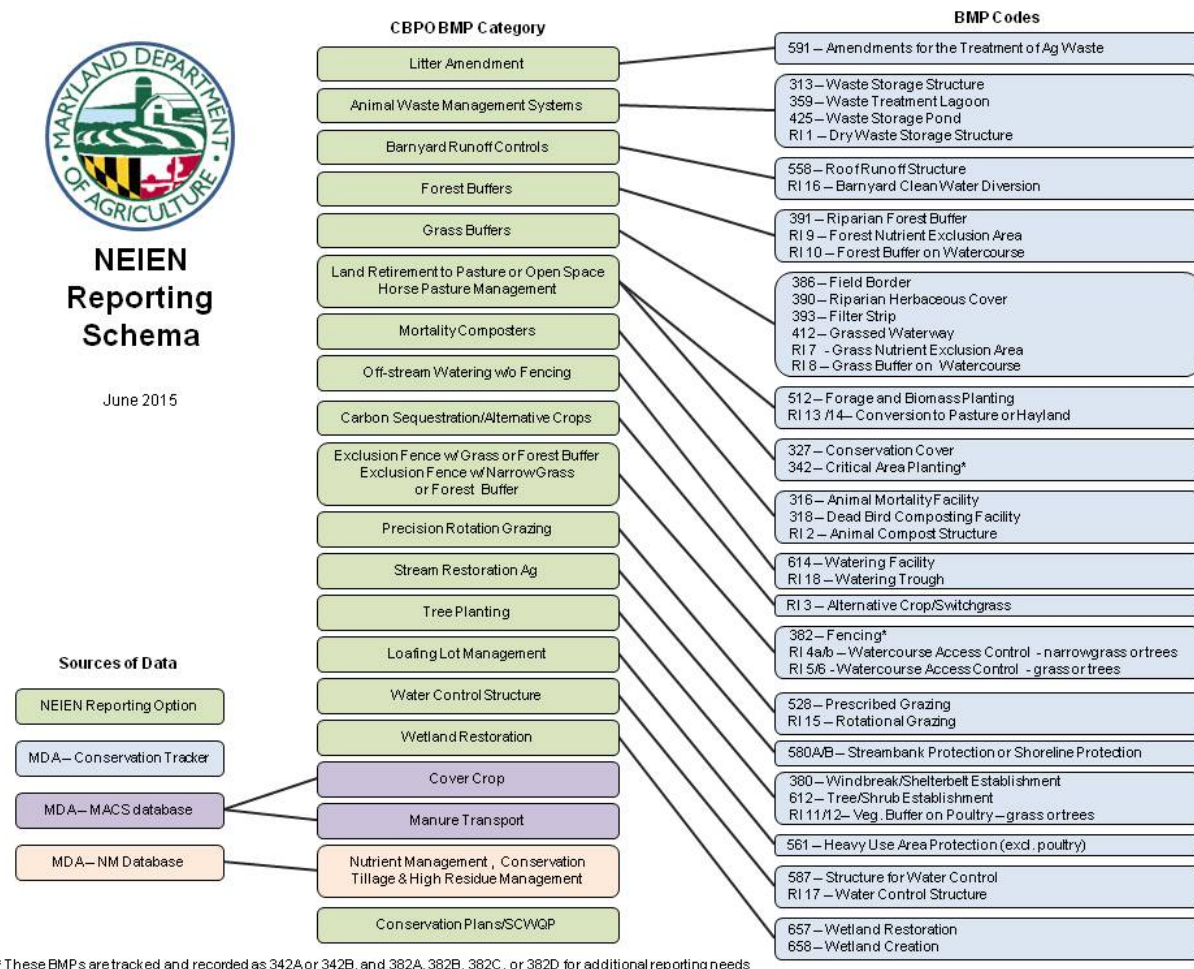 MARYLAND DEPARTMENT
OF AGRICULTURE
NEIEN
Reporting
Schema
June 2015
Sources of Data
NEIEN Reporting Option
MDA – Conservation Tracker
MDA – MACS database
MDA – NM Database
CBPO BMP Category
Litter Amendment
Animal Waste Management Systems
Barnyard Runoff Controls
Forest Buffers
Grass Buffers
Land Retirement to Pasture or Open Space
Horse Pasture Management
Mortality Composters
Off-stream Watering w/o Fencing
Carbon Sequestration/Alternative Crops
Exclusion Fence w/ Grass or Forest Buffer
Exclusion Fence w/ Narrow Grass
or Forest Buffer
Precision Rotation Grazing
Stream Restoration Ag
Tree Planting
Loafing Lot Management
Water Control Structure
Wetland Restoration
Cover Crop
Manure Transport
Nutrient Management , Conservation
Tillage & High Residue Management
Conservation Plans/SCWQP
BMP Codes
591 – Amendments for the Treatment of Ag Waste
313 – Waste Storage Structure
359 – Waste Treatment Lagoon
425 – Waste Storage Pond
RI 1 – Dry Waste Storage Structure
558 – Roof Runoff Structure
RI 16 – Barnyard Clean Water Diversion
391 – Riparian Forest Buffer
RI 9 – Forest Nutrient Exclusion Area
RI 10 – Forest Buffer on Watercourse
386 – Field Border
390 – Riparian Herbaceous Cover
393 – Filter Strip
412 – Grassed Waterway
RI 7 - Grass Nutrient Exclusion Area
RI 8 – Grass Buffer on Watercourse
512 – Forage and Biomass Planting
RI 13 /14 – Conversion to Pasture or Hayland
327 – Conservation Cover
342 – Critical Area Planting*
316 – Animal Mortality Facility
318 – Dead Bird Composting Facility
RI 2 – Animal Compost Structure
614 – Watering Facility
RI 18 – Watering Trough
RI 3 – Alternative Crop/Switchgrass
382 – Fencing*
RI 4a/b – Watercourse Access Control - narrow grass or trees
RI 5/6 - Watercourse Access Control - grass or trees
528 – Prescribed Grazing
RI 15 – Rotational Grazing
580A/B – Streambank Protection or Shoreline Protection
380 – Windbreak/Shelterbelt Establishment
612 – Tree/Shrub Establishment
RI 11/12 – Veg. Buffer on Poultry – grass or trees
561 – Heavy Use Area Protection (excl. poultry)
587 – Structure for Water Control
RI 17 – Water Control Structure
657 – Wetland Restoration
658 – Wetland Creation
* These BMPs are tracked and recorded as 342A or 342B, and 382A, 382B, 382C, or 382D for additional reporting needs